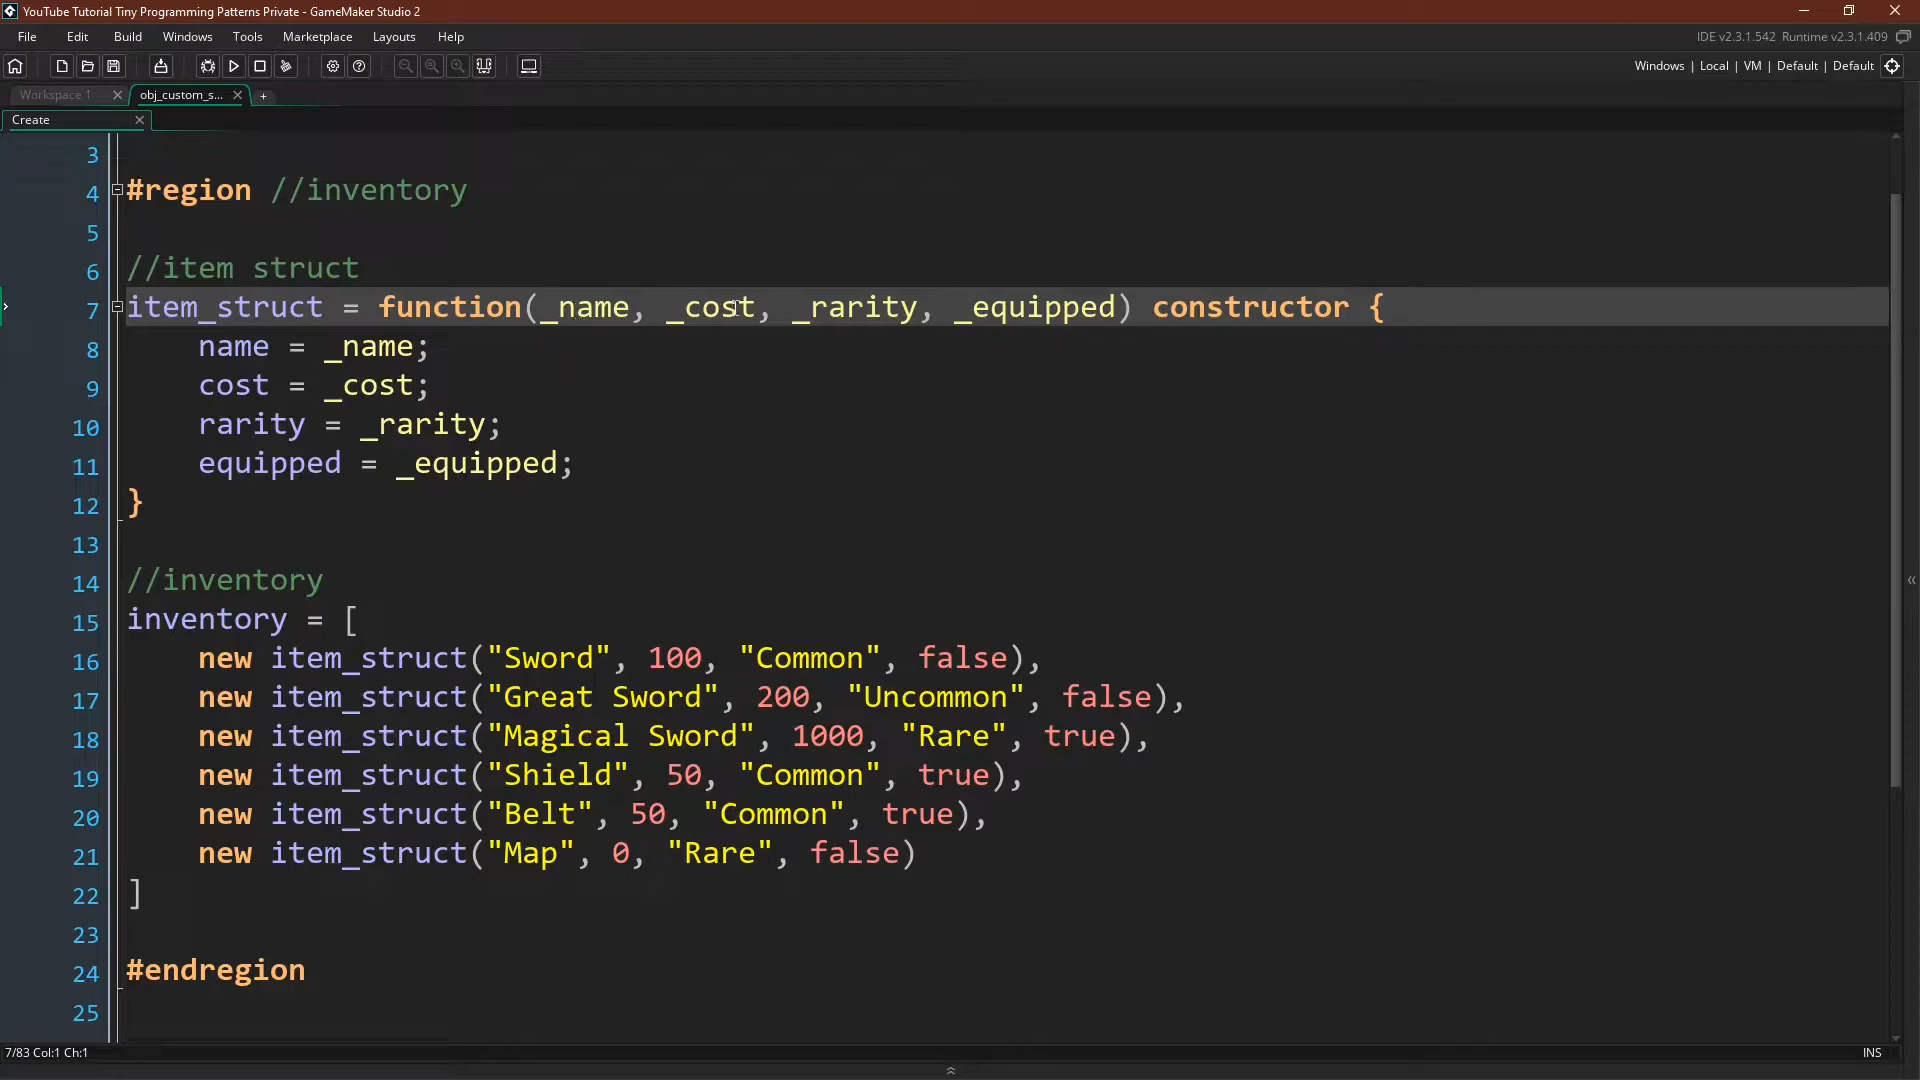 YouTube Tutorial Tiny Programming Patterns Private - GameMaker Studio 2
File Edit Build Windows Tools Marketplace Layouts Help
IDE v2.3.1.542 Runtime v2.3.1.409
Windows | Local | VM | Default | Default
Workspace 1
obj_custom_s...
Create
3
4 #region //inventory
5
6 //item struct
7 item_struct = function(_name, _cost, _rarity, _equipped) constructor {
8 name = _name;
9 cost = _cost;
10 rarity = _rarity;
11 equipped = _equipped;
12 }
13
14 //inventory
15 inventory = [
16 new item_struct("Sword", 100, "Common", false),
17 new item_struct("Great Sword", 200, "Uncommon", false),
18 new item_struct("Magical Sword", 1000, "Rare", true),
19 new item_struct("Shield", 50, "Common", true),
20 new item_struct("Belt", 50, "Common", true),
21 new item_struct("Map", 0, "Rare", false)
22 ]
23
24 #endregion
25
7/83 Col:1 Ch:1
INS